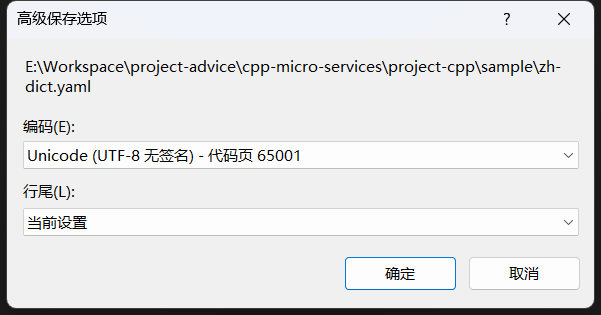 高级保存选项
?
E:\Workspace\project-advice\cpp-micro-services\project-cpp\sample\zh-
dict.yaml
编码(E):
Unicode (UTF-8 无签名) - 代码页 65001
行尾(L):
当前设置
确定 取消